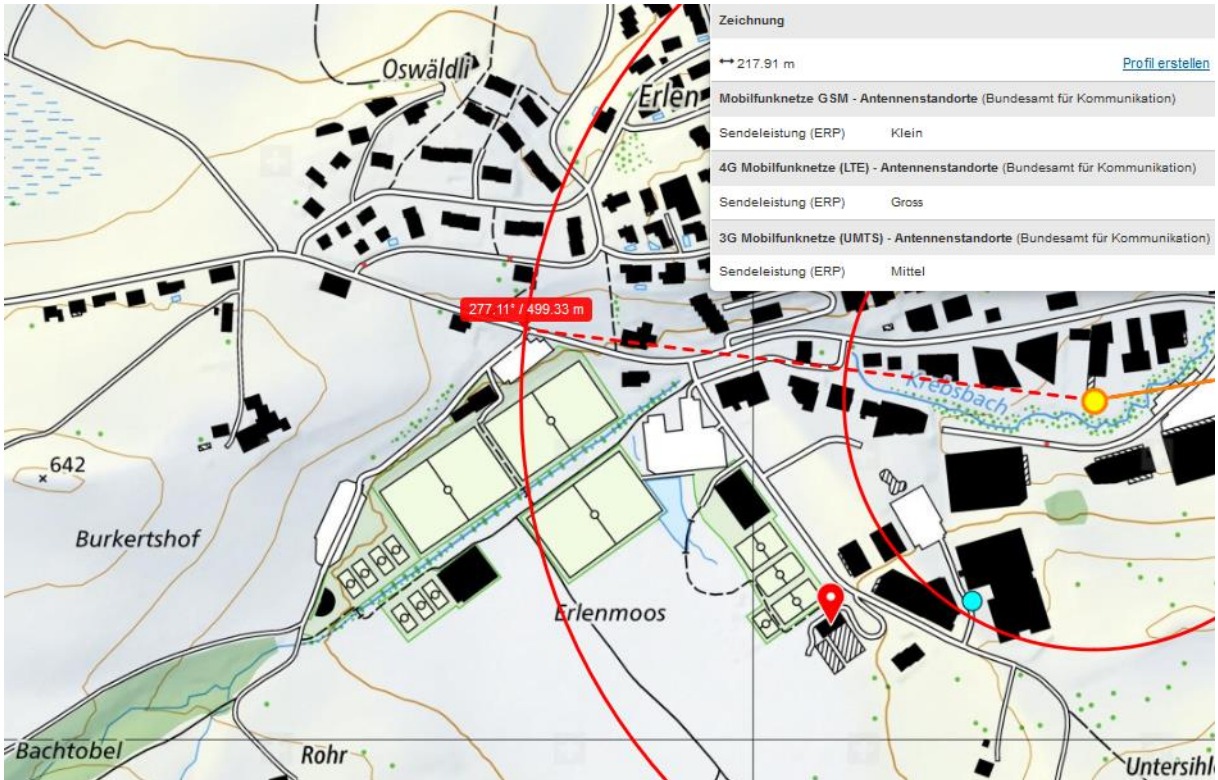 Zeichnung
↔ 217.91 m Profil erstellen
Mobilfunknetze GSM - Antennenstandorte (Bundesamt für Kommunikation)
Sendeleistung (ERP) Klein
4G Mobilfunknetze (LTE) - Antennenstandorte (Bundesamt für Kommunikation)
Sendeleistung (ERP) Gross
3G Mobilfunknetze (UMTS) - Antennenstandorte (Bundesamt für Kommunikation)
Sendeleistung (ERP) Mittel
Oswäldli
Erlen
277.11° / 499.33 m
Krebsbach
642
Burkertshof
Erlenmoos
Bachtobel
Rohr
Untersihl